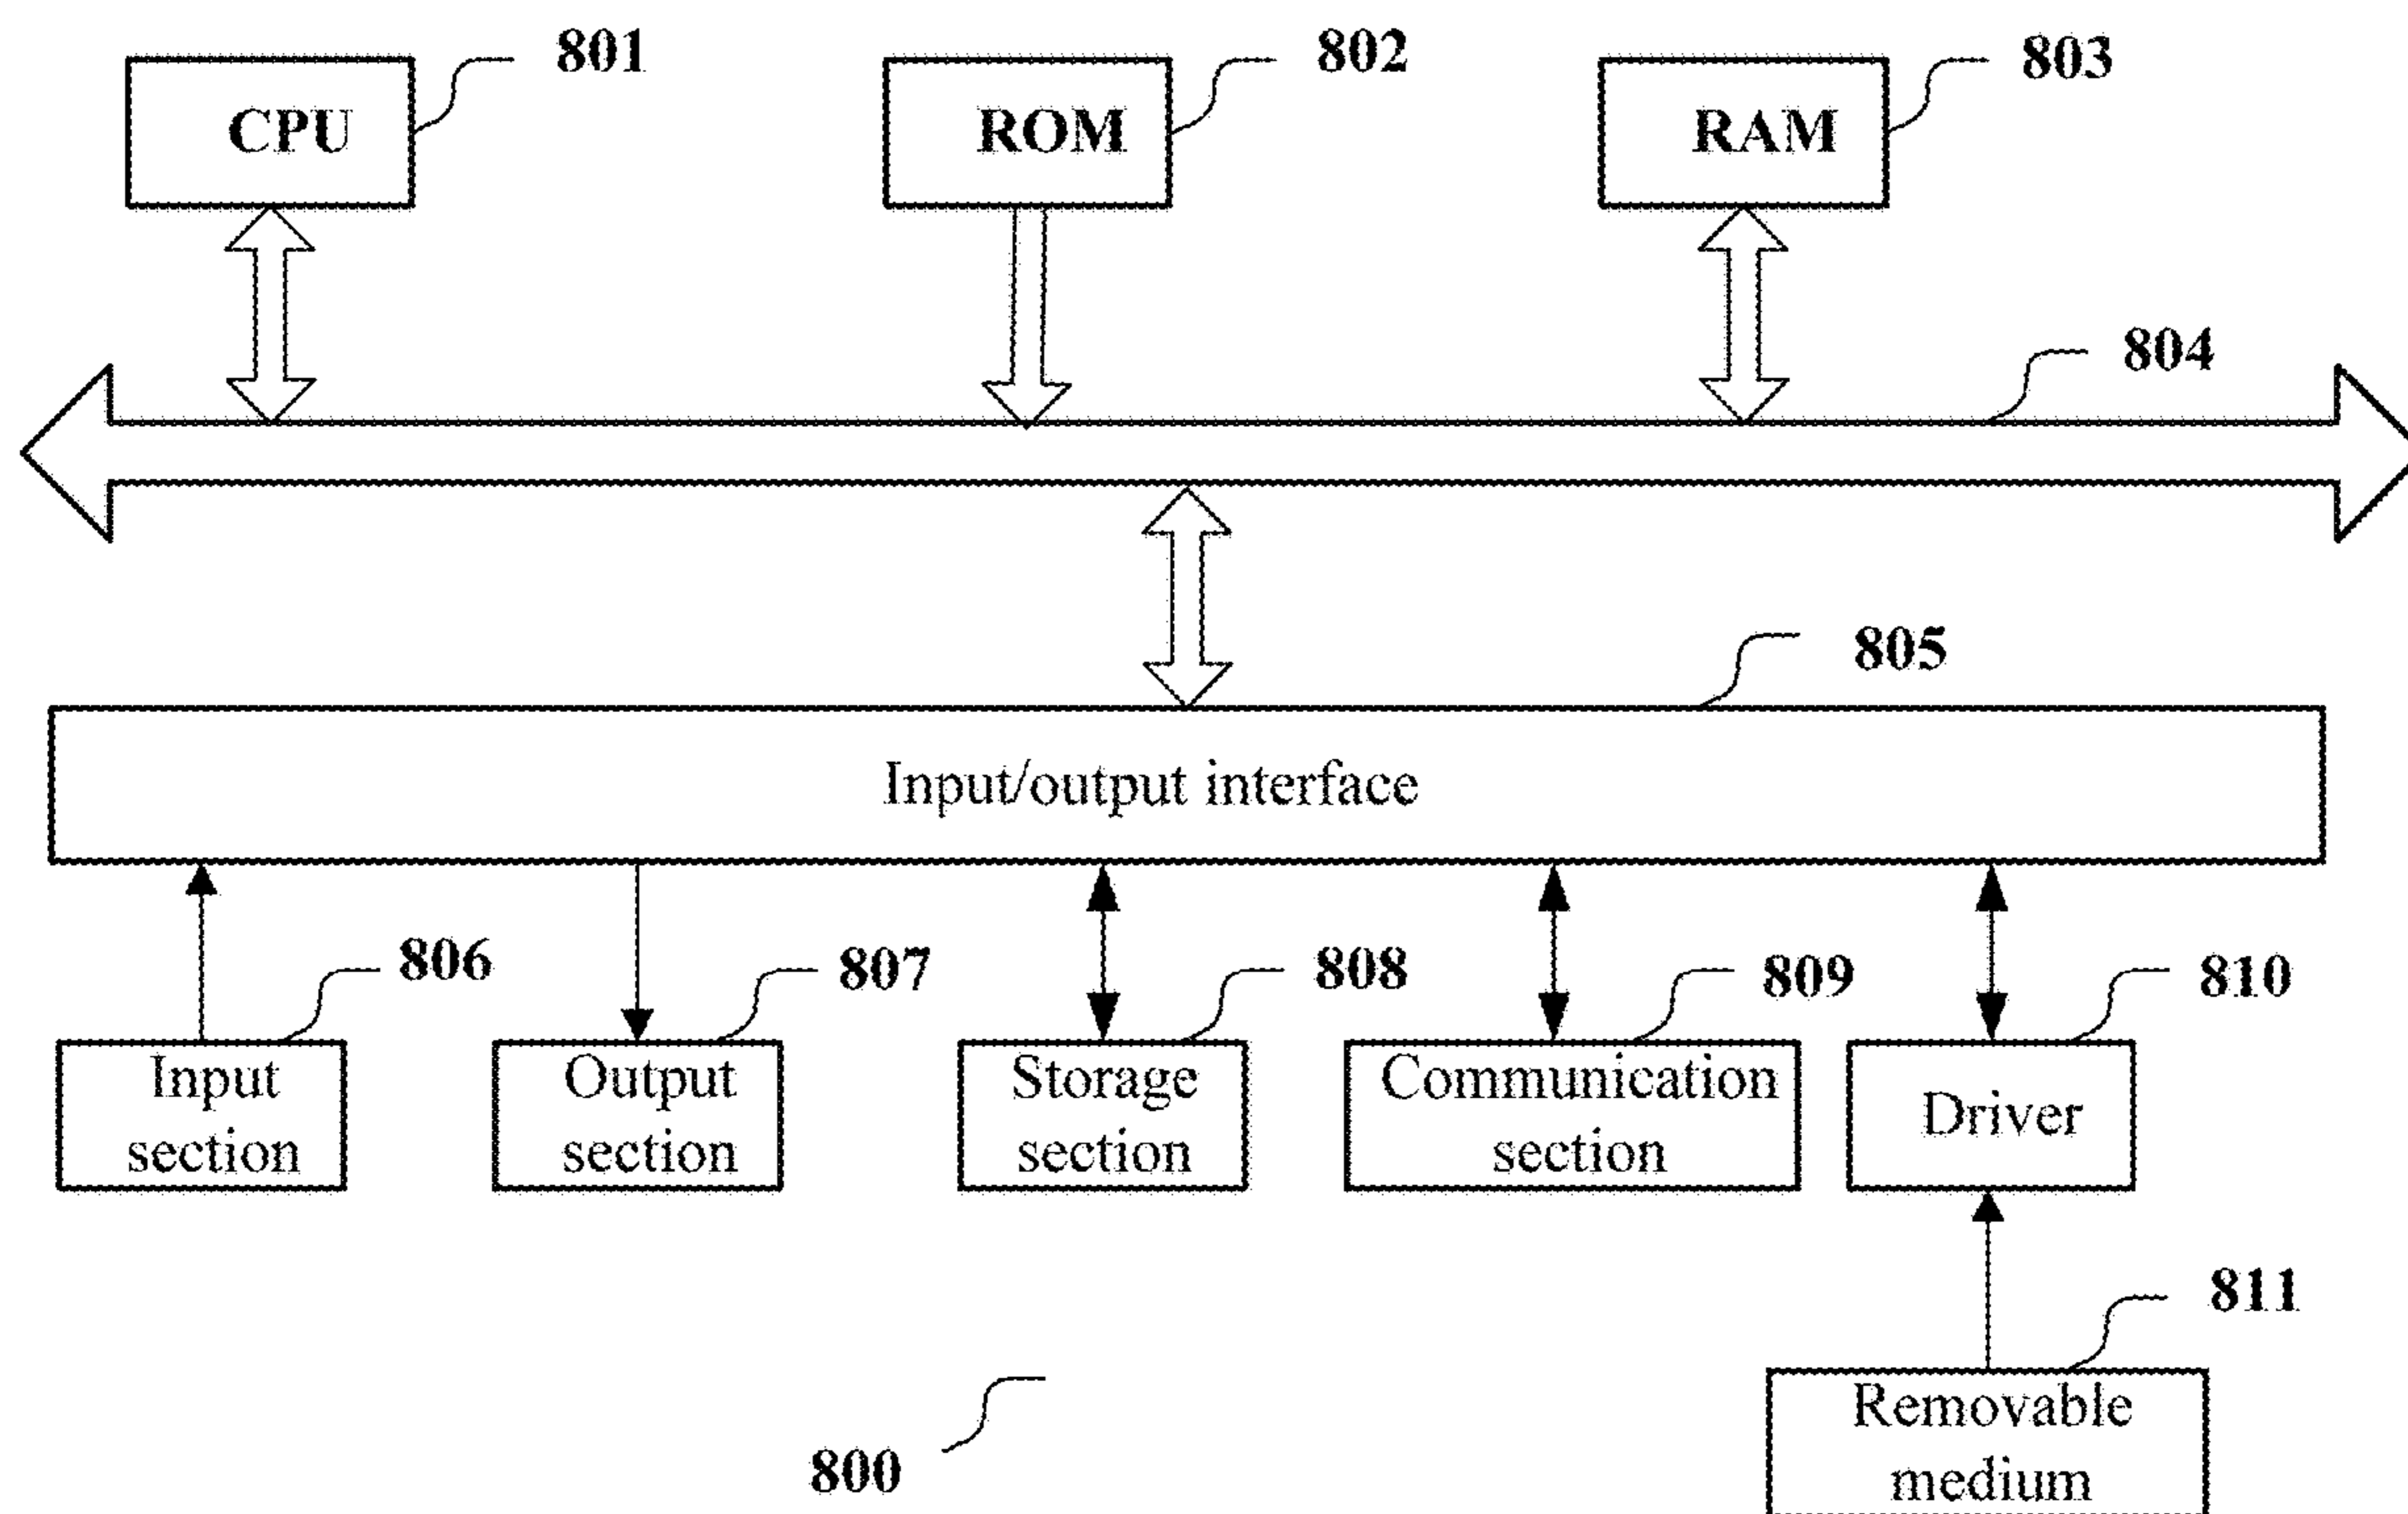 801
802
803
CPU
ROM
RAM
804
805
Input/output interface
806
807
808
809
810
Input
section
Output
section
Storage
section
Communication
section
Driver
811
Removable
medium
800